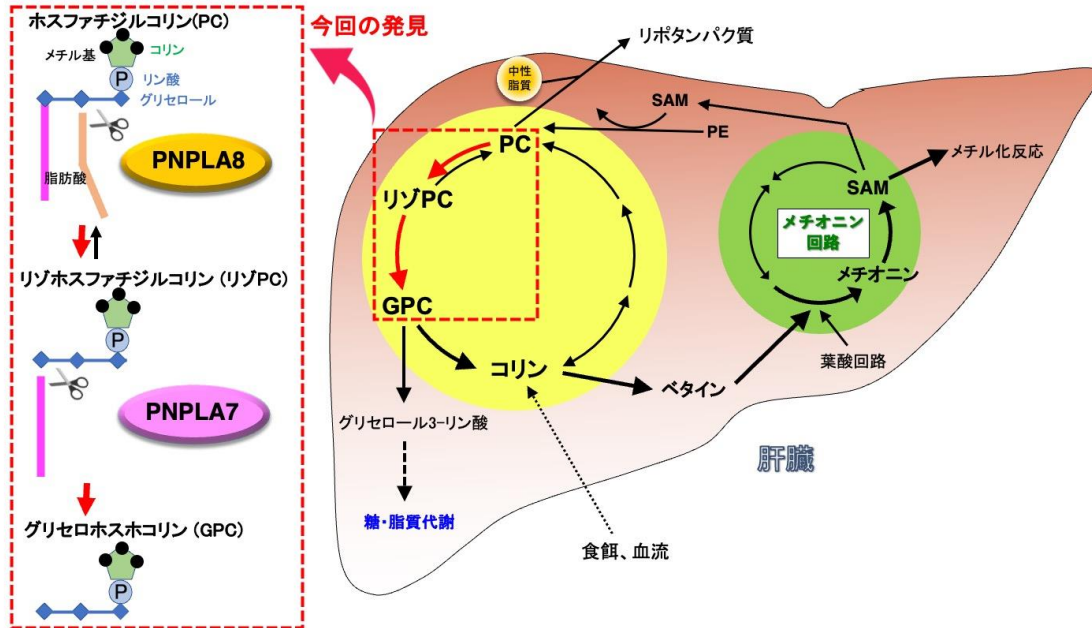 ホスファチジルコリン(PC)
メチル基
コリン
P
リン酸
グリセロール
PNPLA8
脂肪酸
リゾホスファチジルコリン (リゾPC)
P
PNPLA7
グリセロホスホコリン (GPC)
P
今回の発見
リポタンパク質
中性
脂質
SAM
PE
PC
リゾPC
GPC
コリン
グリセロール3-リン酸
糖・脂質代謝
食餌、血流
ベタイン
メチル化反応
SAM
メチオニン
回路
メチオニン
葉酸回路
肝臓